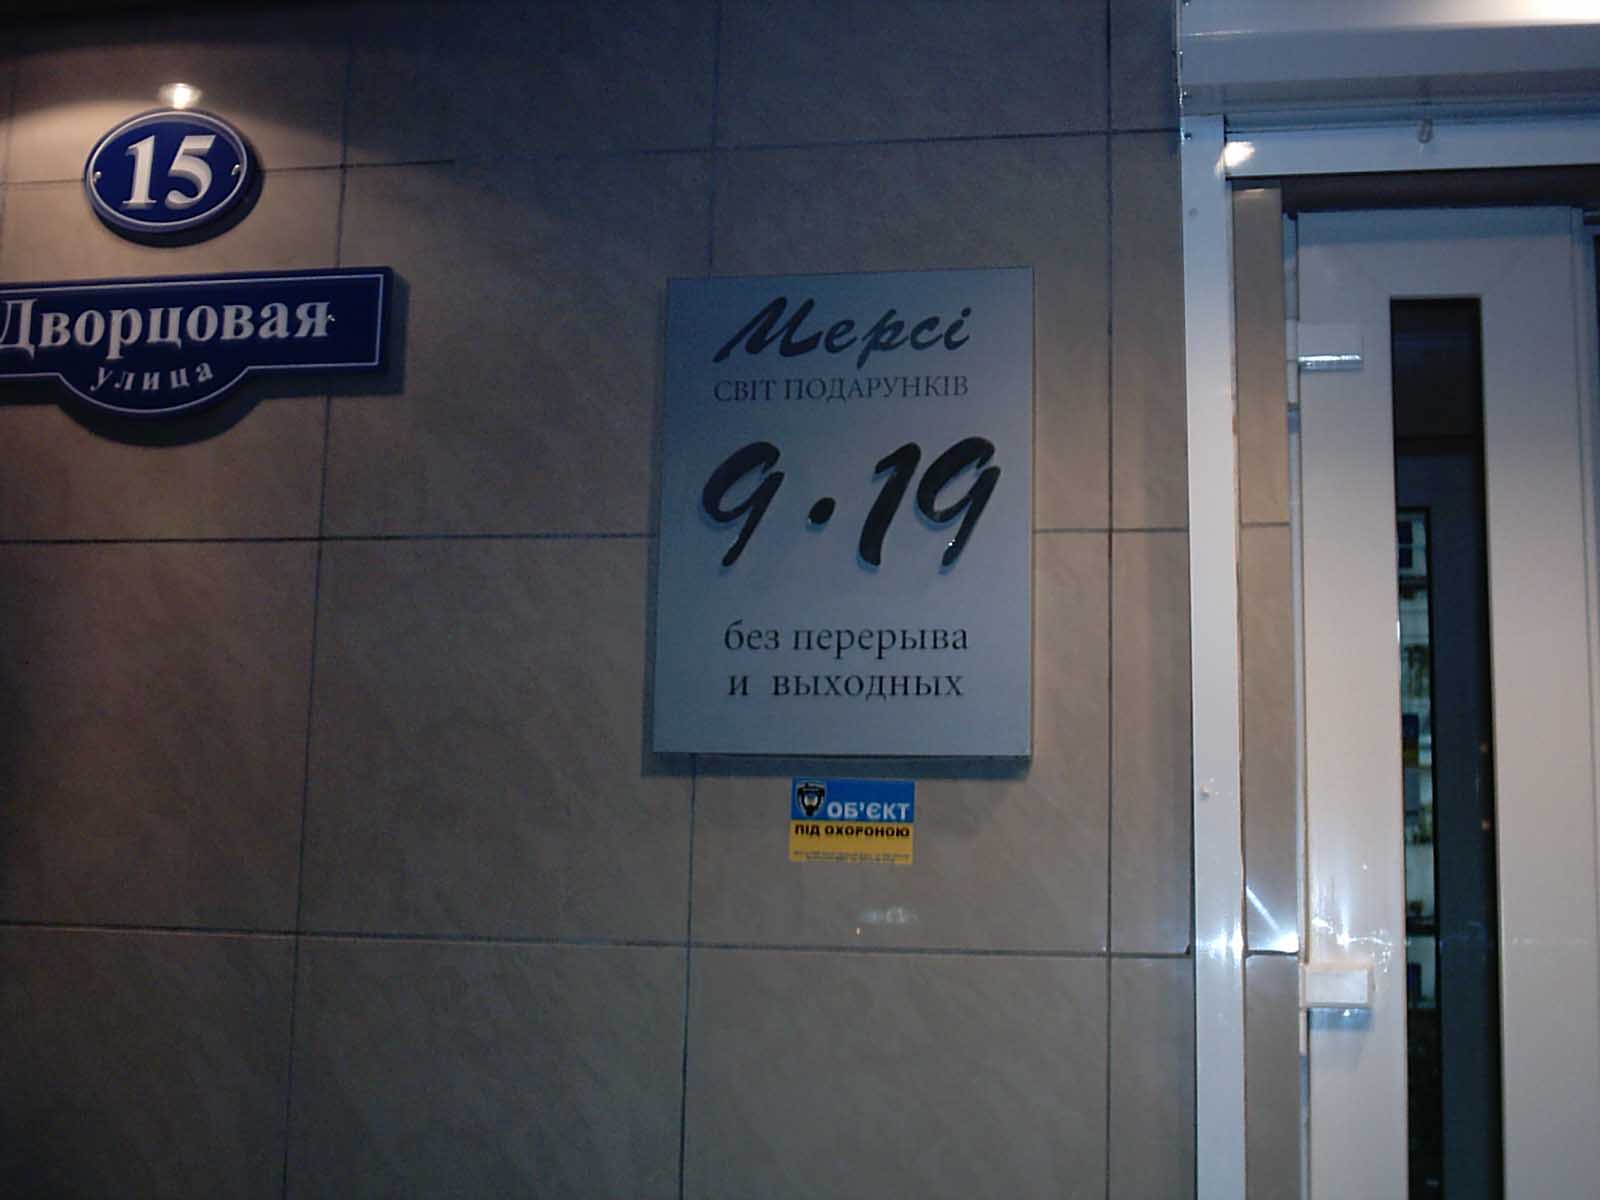 15
Дворцовая
улица
Мерсі
СВІТ ПОДАРУНКІВ
9·19
без перерыва
и выходных
ОБ'ЄКТ
ПІД ОХОРОНОЮ